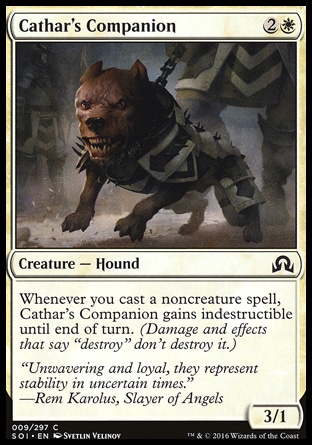 Cathar's Companion 2
Creature — Hound
Whenever you cast a noncreature spell,
Cathar's Companion gains indestructible
until end of turn. (Damage and effects
that say “destroy” don't destroy it.)
“Unwavering and loyal, they represent
stability in uncertain times.”
—Rem Karolus, Slayer of Angels
3/1
009/297 C
SOI • EN Svetlin Velinov ™ & © 2016 Wizards of the Coast